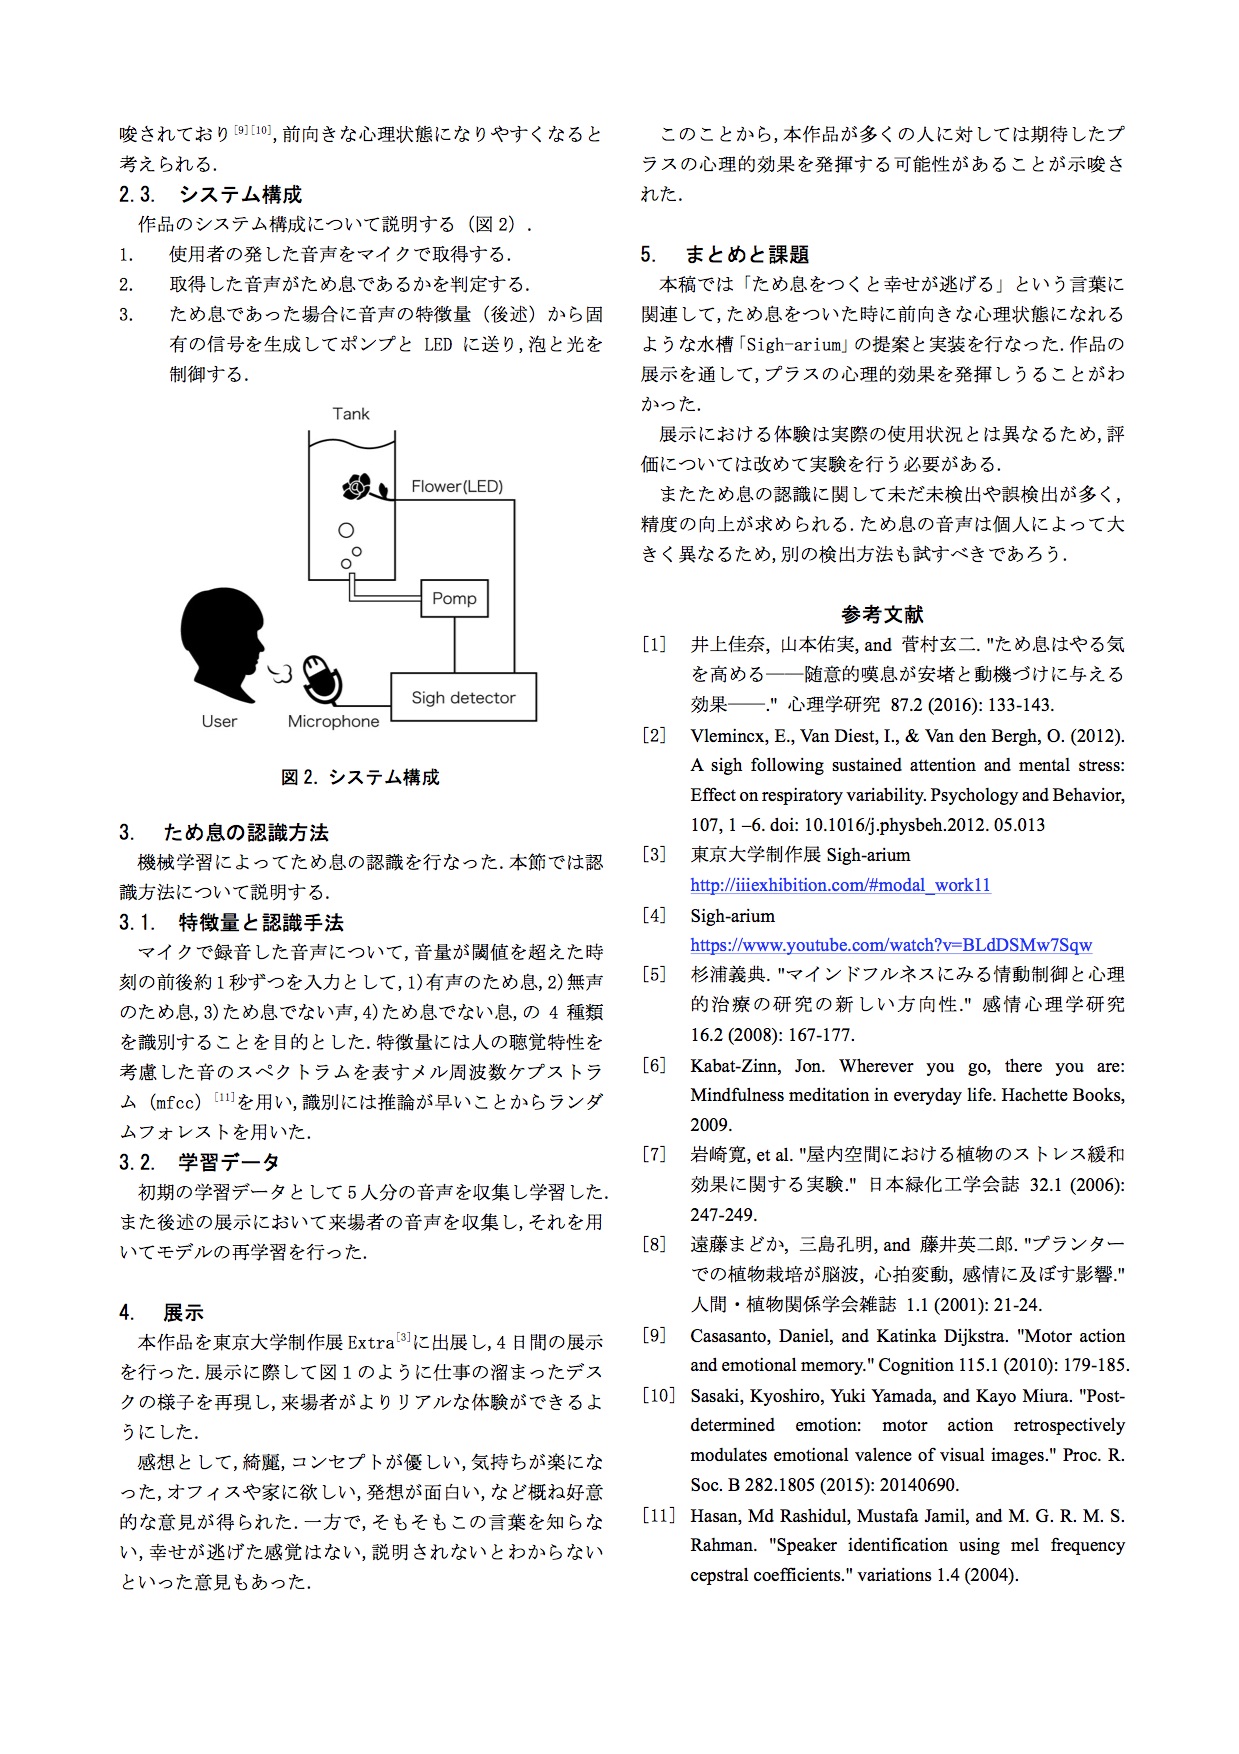 唆されており[9][10],前向きな心理状態になりやすくなると
考えられる.
2.3. システム構成
作品のシステム構成について説明する（図2）.
1. 使用者の発した音声をマイクで取得する.
2. 取得した音声がため息であるかを判定する.
3. ため息であった場合に音声の特徴量（後述）から固
有の信号を生成してポンプと LED に送り,泡と光を
制御する.
Tank
Flower(LED)
Pomp
Sigh detector
User
Microphone
図2. システム構成
3. ため息の認識方法
機械学習によってため息の認識を行なった.本節では認
識方法について説明する.
3.1. 特徴量と認識手法
マイクで録音した音声について,音量が閾値を超えた時
刻の前後約1秒ずつを入力として,1)有声のため息,2)無声
のため息,3)ため息でない声,4)ため息でない息,の 4 種類
を識別することを目的とした.特徴量には人の聴覚特性を
考慮した音のスペクトラムを表すメル周波数ケプストラ
ム（mfcc）[11]を用い,識別には推論が早いことからランダ
ムフォレストを用いた.
3.2. 学習データ
初期の学習データとして5人分の音声を収集し学習した.
また後述の展示において来場者の音声を収集し,それを用
いてモデルの再学習を行った.
4. 展示
本作品を東京大学制作展 Extra[3]に出展し,4日間の展示
を行った.展示に際して図1のように仕事の溜まったデス
クの様子を再現し,来場者がよりリアルな体験ができるよ
うにした.
感想として,綺麗,コンセプトが優しい,気持ちが楽にな
った,オフィスや家に欲しい,発想が面白い,など概ね好意
的な意見が得られた.一方で,そもそもこの言葉を知らな
い,幸せが逃げた感覚はない,説明されないとわからない
といった意見もあった.
このことから,本作品が多くの人に対しては期待したプ
ラスの心理的効果を発揮する可能性があることが示唆さ
れた.
5. まとめと課題
本稿では「ため息をつくと幸せが逃げる」という言葉に
関連して,ため息をついた時に前向きな心理状態になれる
ような水槽「Sigh-arium」の提案と実装を行なった.作品の
展示を通して,プラスの心理的効果を発揮しうることがわ
かった.
展示における体験は実際の使用状況とは異なるため,評
価については改めて実験を行う必要がある.
またため息の認識に関して未だ未検出や誤検出が多く,
精度の向上が求められる.ため息の音声は個人によって大
きく異なるため,別の検出方法も試すべきであろう.
参考文献
[1] 井上佳奈, 山本佑実, and 菅村玄二. "ため息はやる気
を高める——随意的嘆息が安堵と動機づけに与える
効果——." 心理学研究 87.2 (2016): 133-143.
[2] Vlemincx, E., Van Diest, I., & Van den Bergh, O. (2012).
A sigh following sustained attention and mental stress:
Effect on respiratory variability. Psychology and Behavior,
107, 1 –6. doi: 10.1016/j.physbeh.2012. 05.013
[3] 東京大学制作展 Sigh-arium
http://iiiexhibition.com/#modal_work11
[4] Sigh-arium
https://www.youtube.com/watch?v=BLdDSMw7Sqw
[5] 杉浦義典. "マインドフルネスにみる情動制御と心理
的治療の研究の新しい方向性." 感情心理学研究
16.2 (2008): 167-177.
[6] Kabat-Zinn, Jon. Wherever you go, there you are:
Mindfulness meditation in everyday life. Hachette Books,
2009.
[7] 岩崎寛, et al. "屋内空間における植物のストレス緩和
効果に関する実験." 日本緑化工学会誌 32.1 (2006):
247-249.
[8] 遠藤まどか, 三島孔明, and 藤井英二郎. "プランター
での植物栽培が脳波, 心拍変動, 感情に及ぼす影響."
人間・植物関係学会雑誌 1.1 (2001): 21-24.
[9] Casasanto, Daniel, and Katinka Dijkstra. "Motor action
and emotional memory." Cognition 115.1 (2010): 179-185.
[10] Sasaki, Kyoshiro, Yuki Yamada, and Kayo Miura. "Post-
determined emotion: motor action retrospectively
modulates emotional valence of visual images." Proc. R.
Soc. B 282.1805 (2015): 20140690.
[11] Hasan, Md Rashidul, Mustafa Jamil, and M. G. R. M. S.
Rahman. "Speaker identification using mel frequency
cepstral coefficients." variations 1.4 (2004).